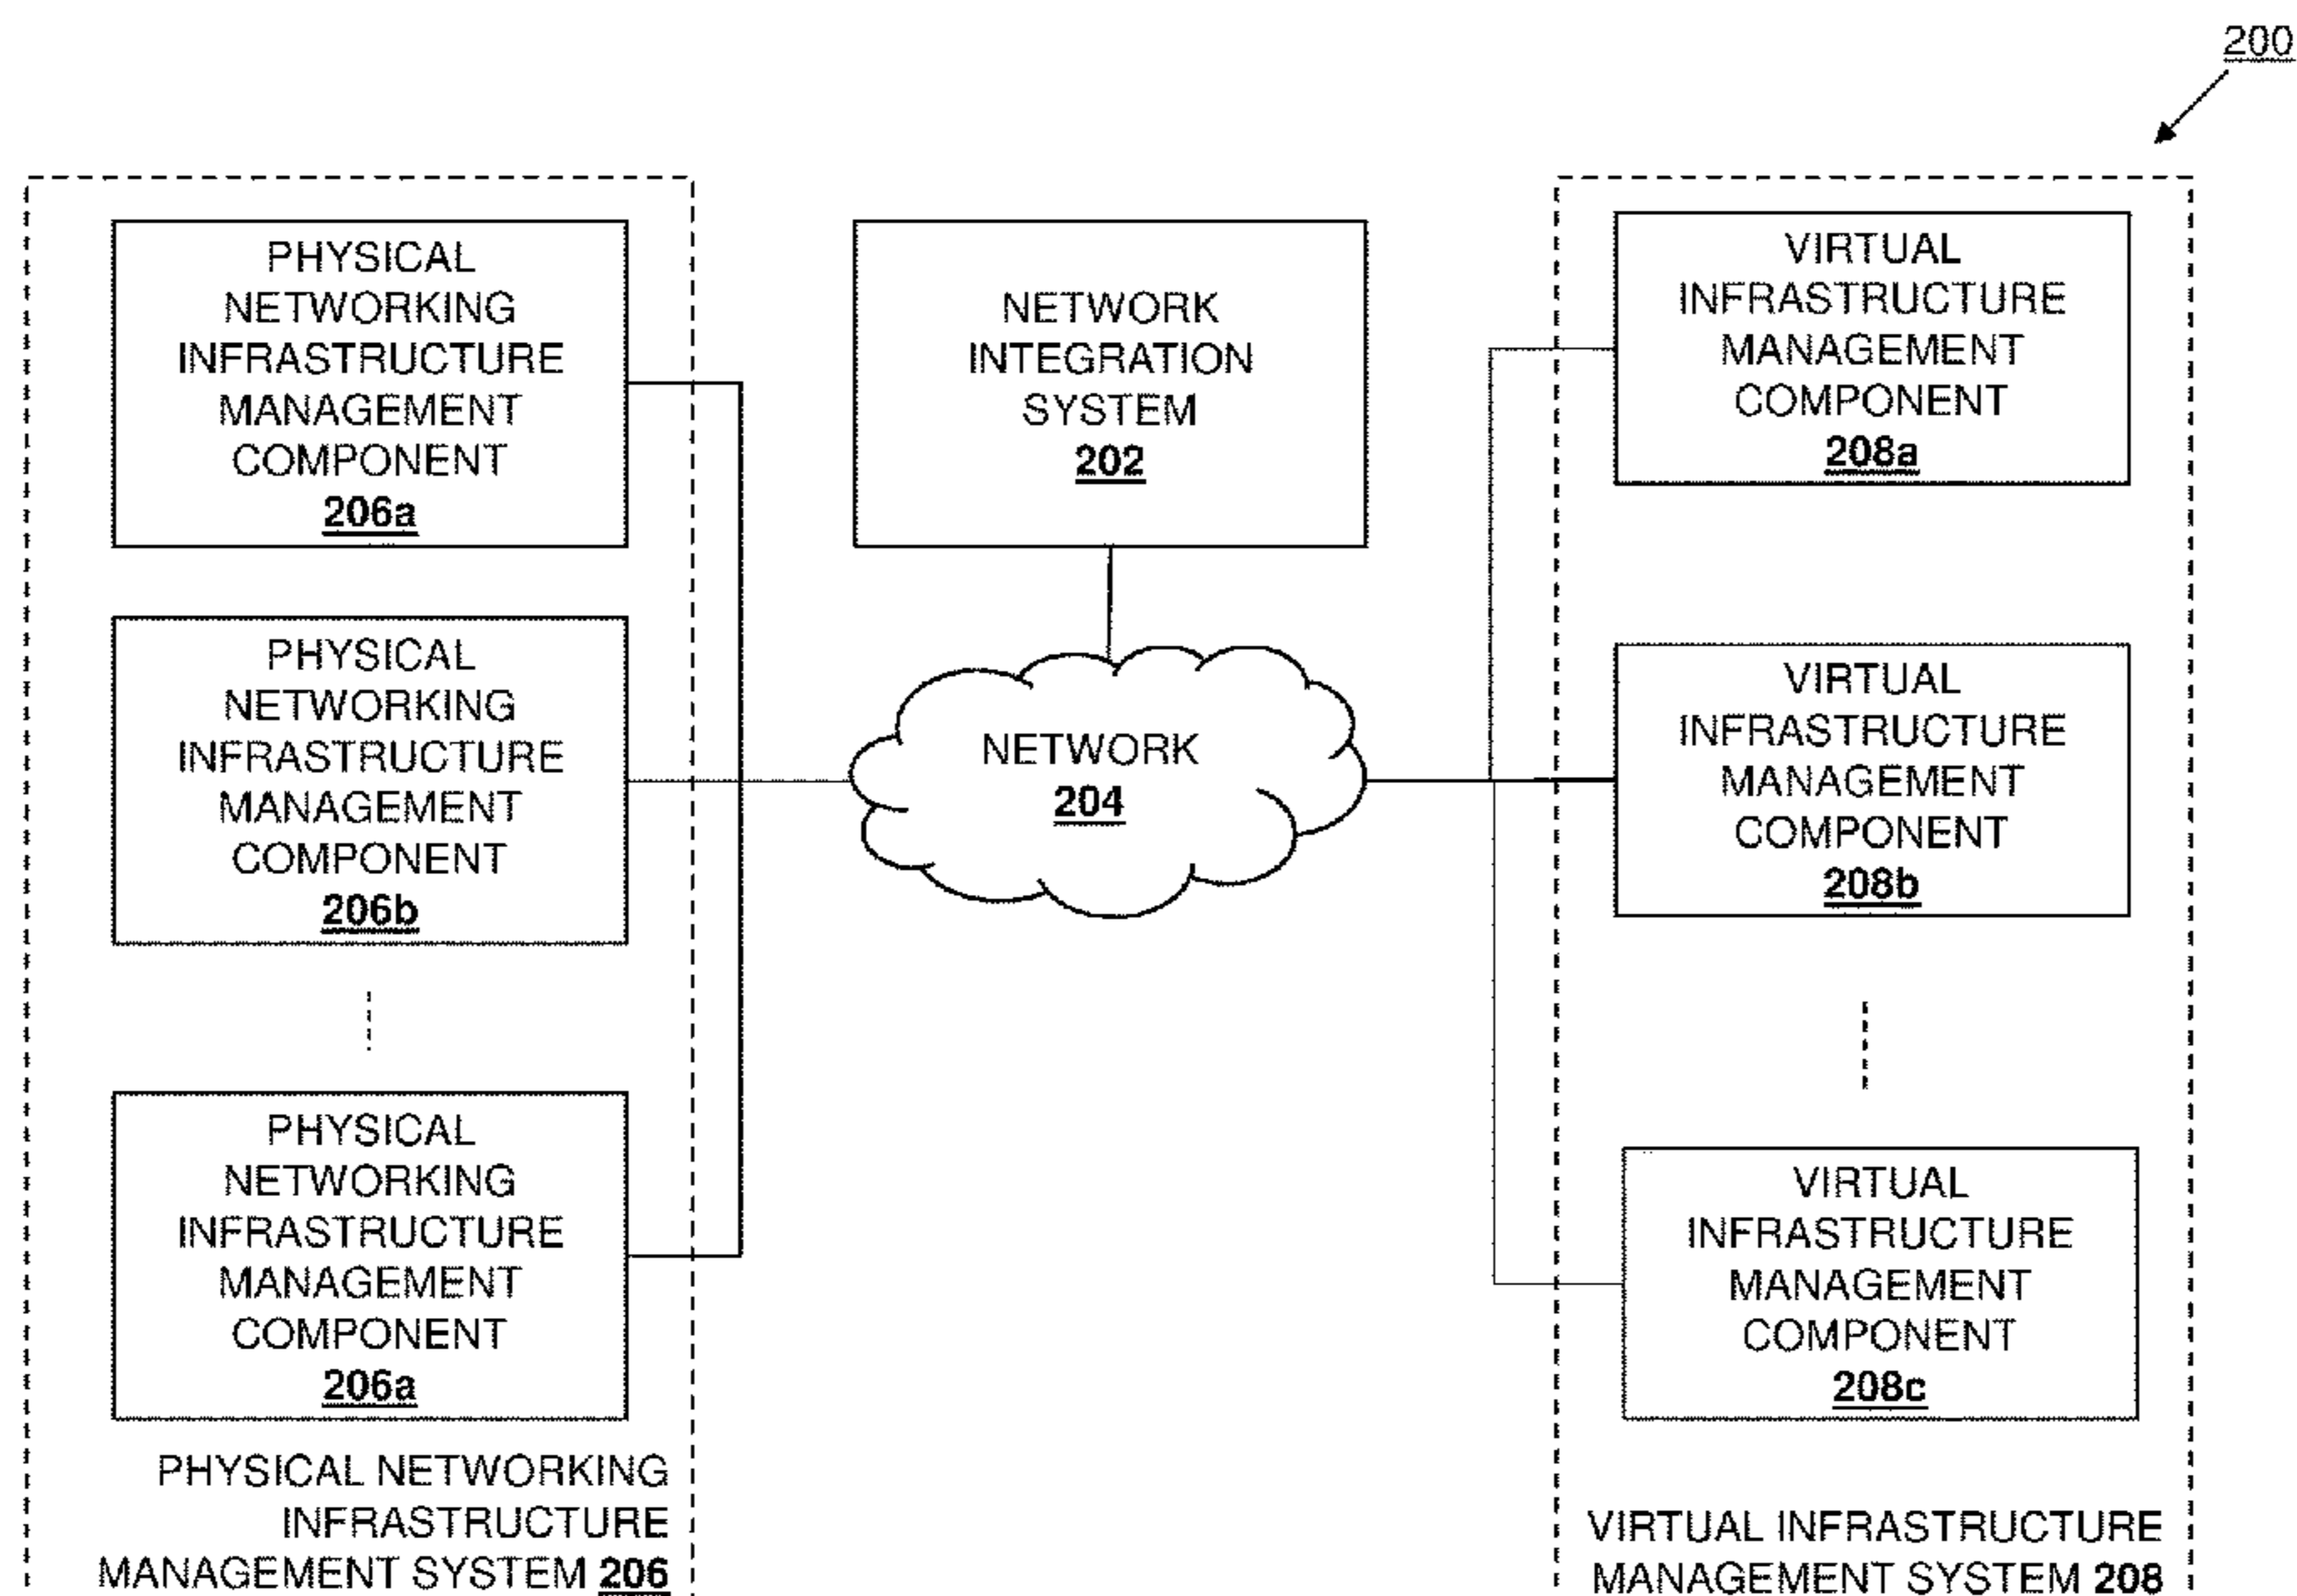 200
PHYSICAL
NETWORKING
INFRASTRUCTURE
MANAGEMENT
COMPONENT
206a
PHYSICAL
NETWORKING
INFRASTRUCTURE
MANAGEMENT
COMPONENT
206b
PHYSICAL
NETWORKING
INFRASTRUCTURE
MANAGEMENT
COMPONENT
206a
PHYSICAL NETWORKING
INFRASTRUCTURE
MANAGEMENT SYSTEM 206
NETWORK
INTEGRATION
SYSTEM
202
NETWORK
204
VIRTUAL
INFRASTRUCTURE
MANAGEMENT
COMPONENT
208a
VIRTUAL
INFRASTRUCTURE
MANAGEMENT
COMPONENT
208b
VIRTUAL
INFRASTRUCTURE
MANAGEMENT
COMPONENT
208c
VIRTUAL INFRASTRUCTURE
MANAGEMENT SYSTEM 208